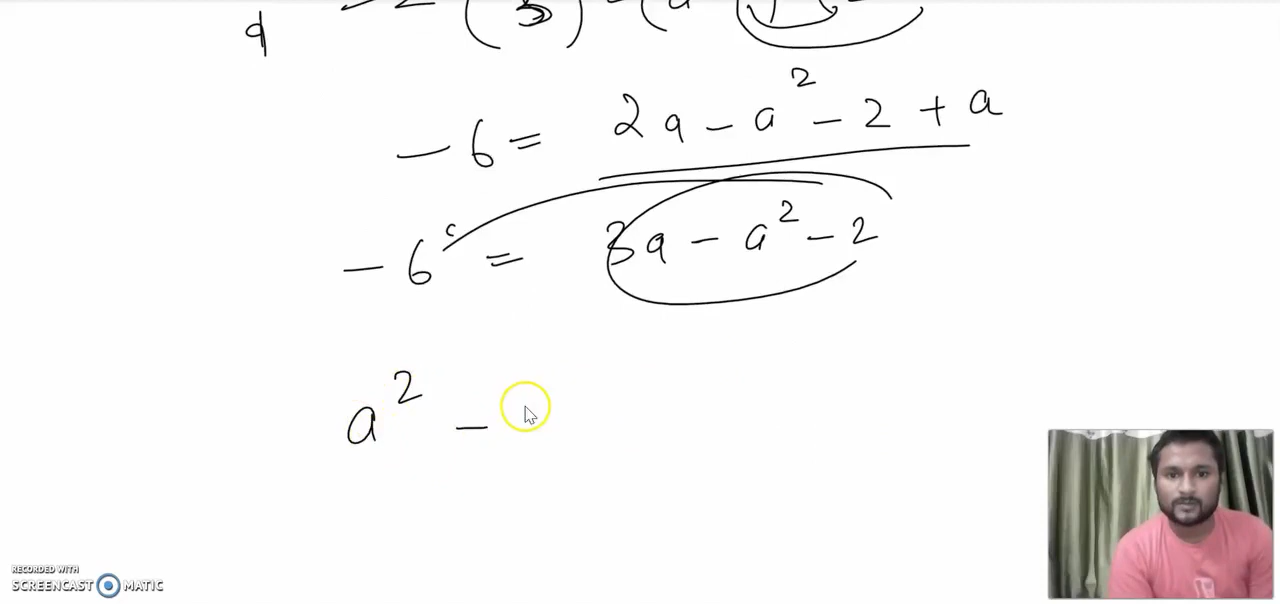 - 6 = 2a - a² - 2 + a
- 6 = 3a - a² - 2
a² -
RECORDED WITH
SCREENCAST MATIC